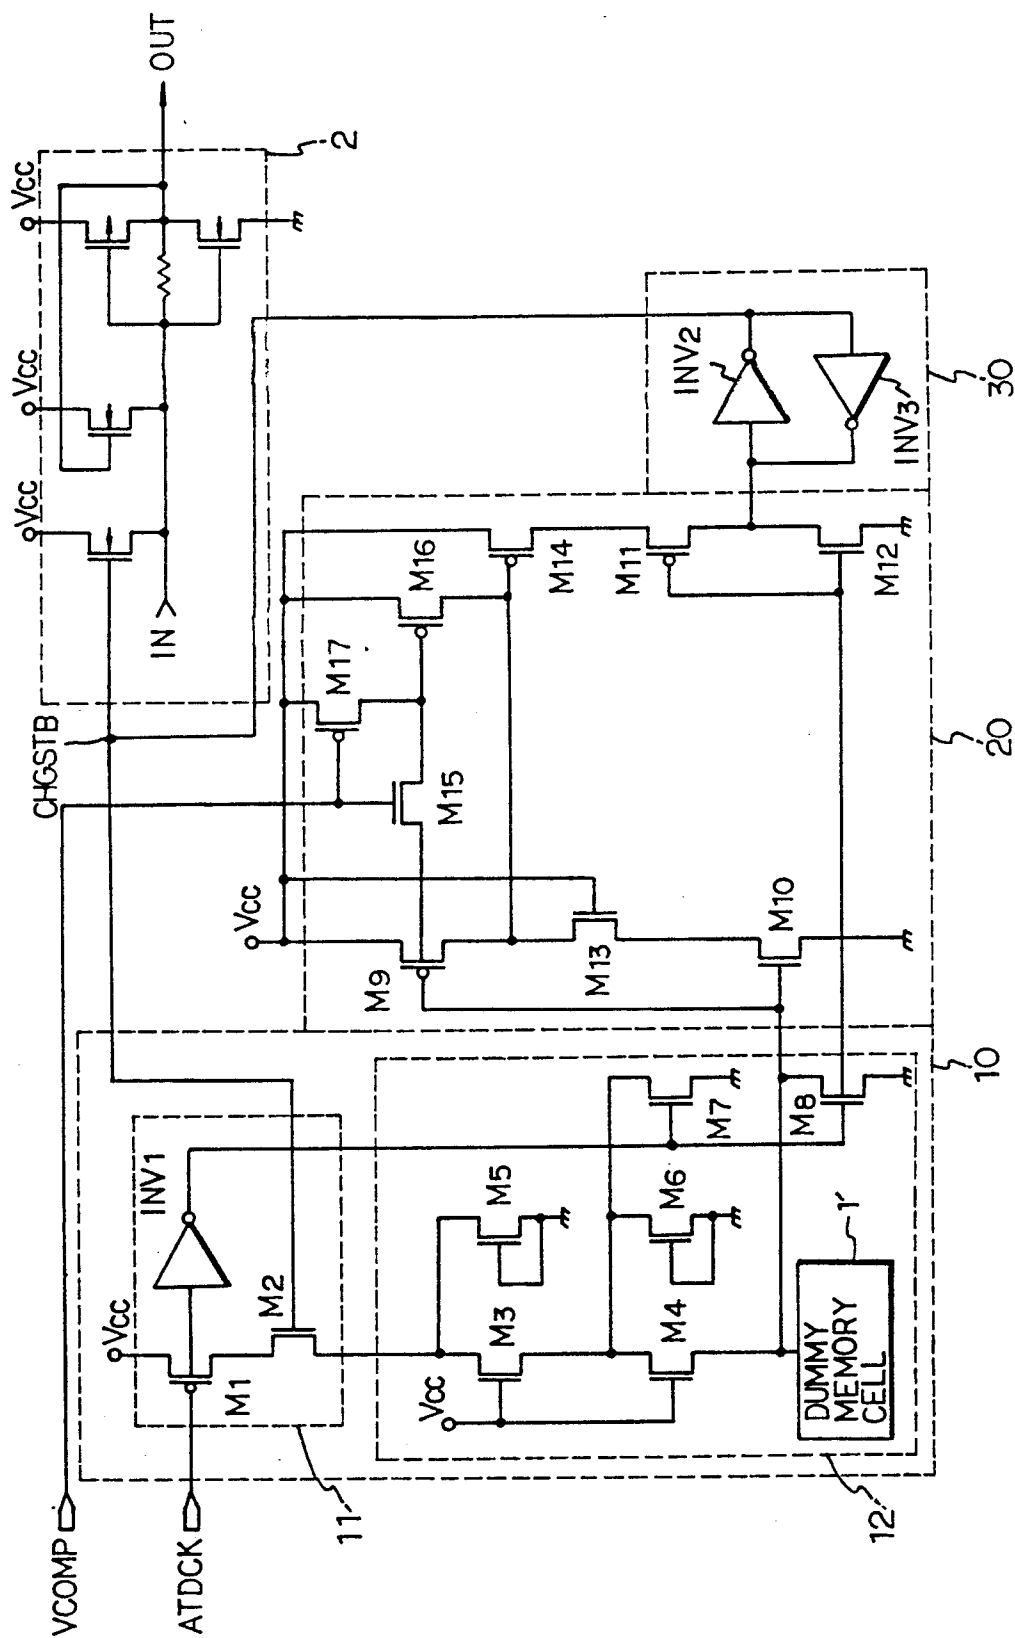 VCOMP
ATDCK
11
Vcc
M1
M2
INV1
CHGSTB
Vcc
Vcc
Vcc
IN
OUT
2
12
Vcc
M3
M4
M5
M6
M7
M8
DUMMY
MEMORY
CELL
1'
10
Vcc
M9
M13
M10
M15
M17
M16
M14
M11
M12
20
INV2
INV3
30